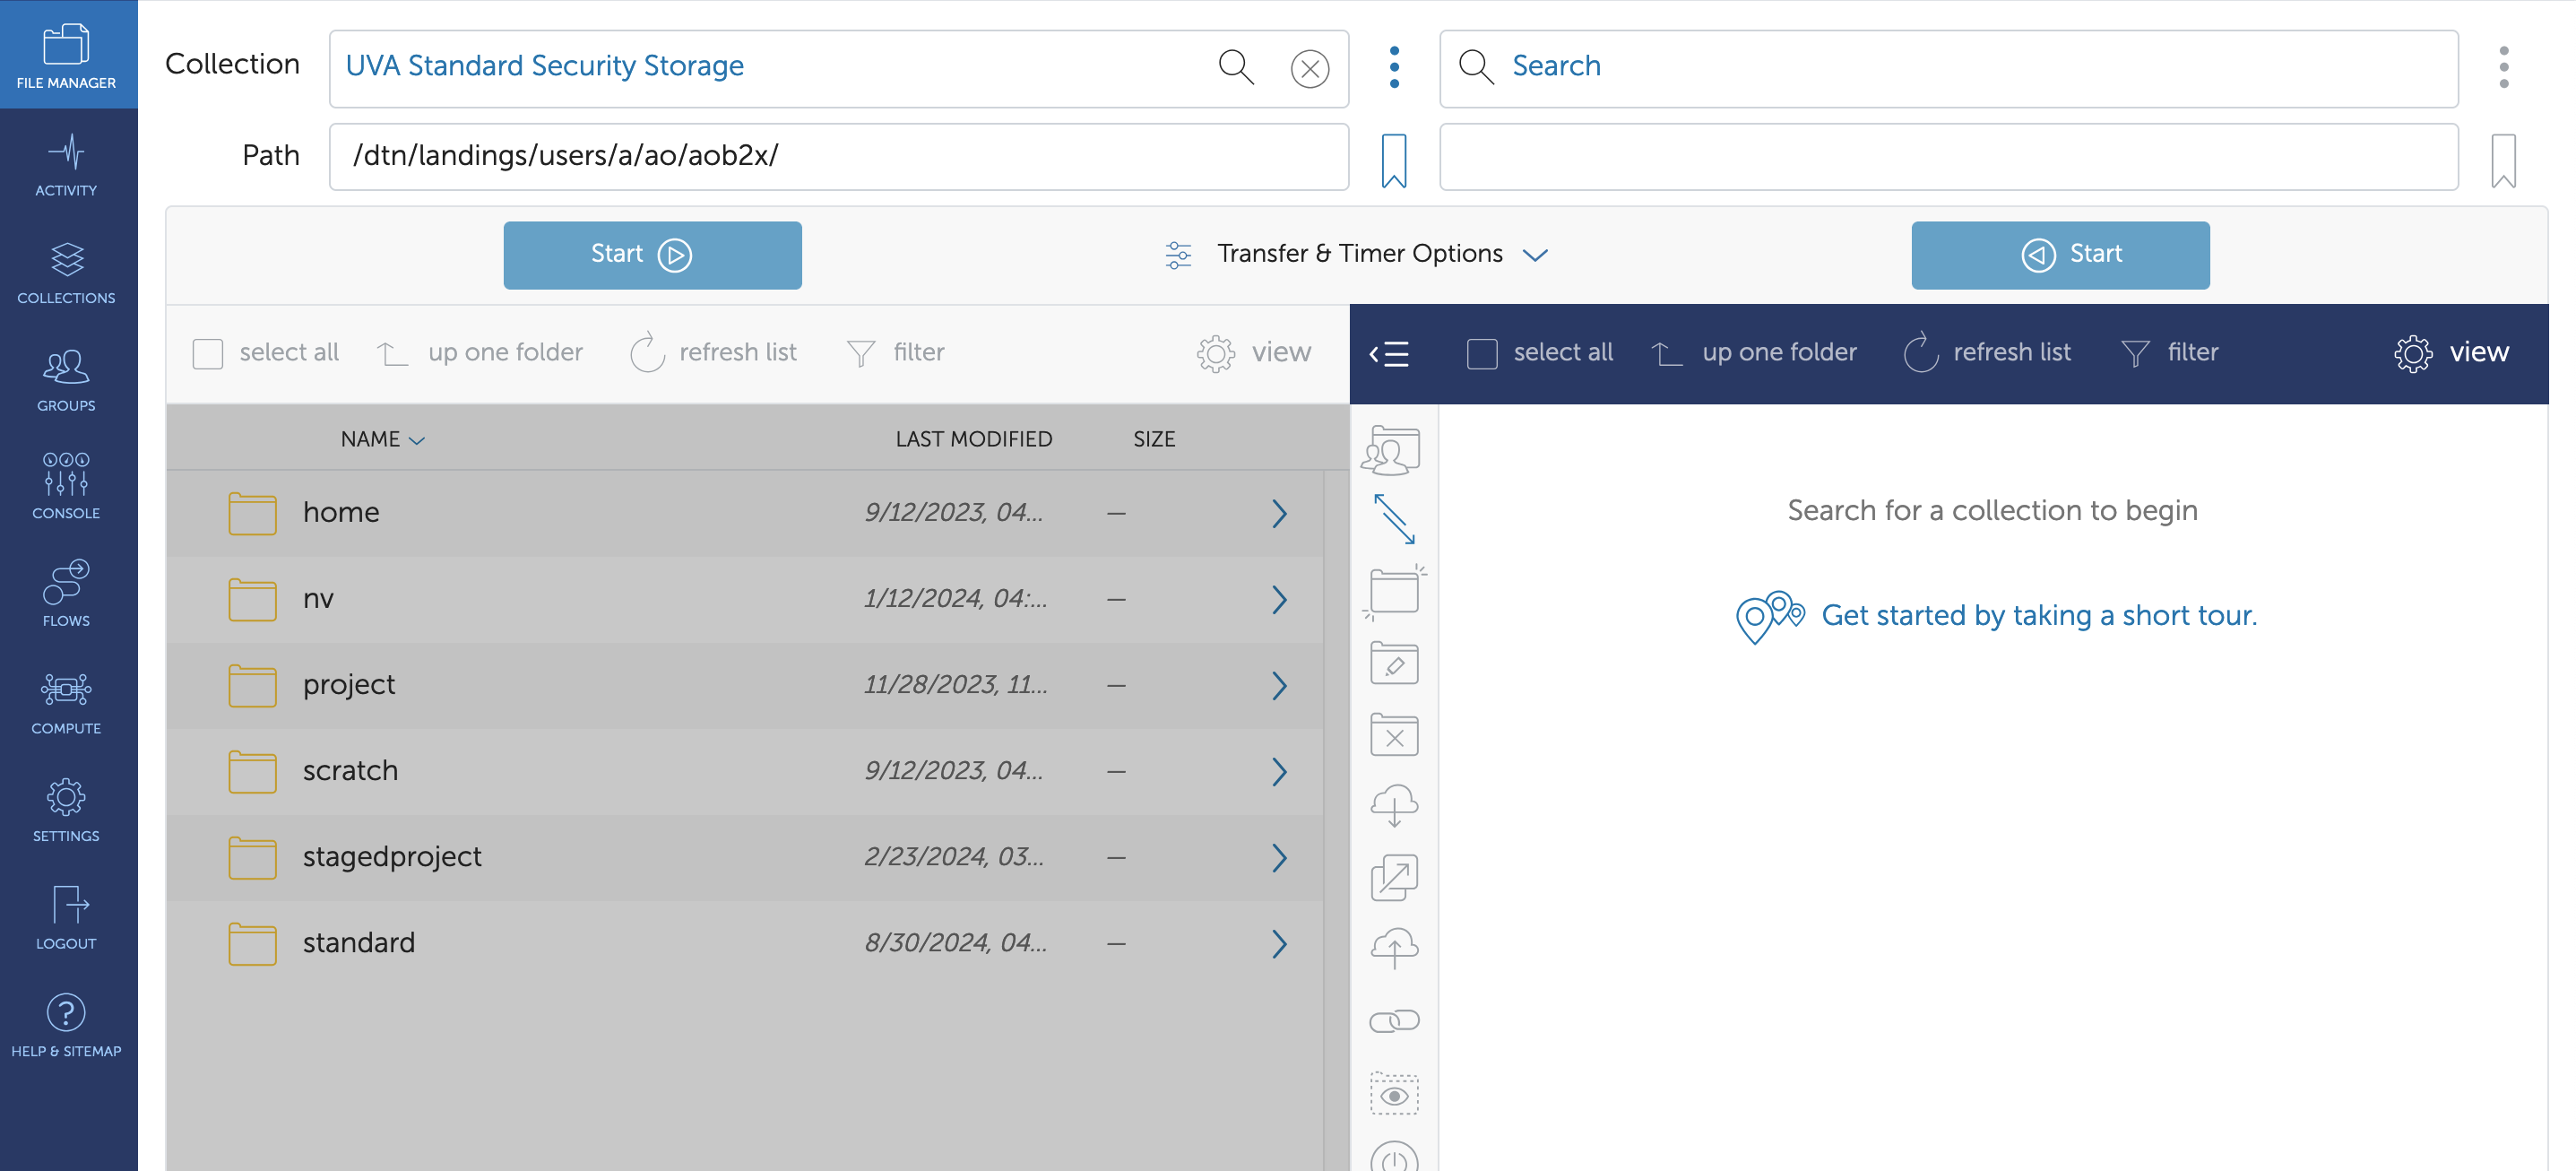 FILE MANAGER
ACTIVITY
COLLECTIONS
GROUPS
CONSOLE
FLOWS
COMPUTE
SETTINGS
LOGOUT
HELP & SITEMAP
Collection UVA Standard Security Storage Search
Path /dtn/landings/users/a/ao/aob2x/
Start Transfer & Timer Options Start
select all up one folder refresh list filter view select all up one folder refresh list filter view
NAME LAST MODIFIED SIZE
home 9/12/2023, 04... —
nv 1/12/2024, 04:... —
project 11/28/2023, 11... —
scratch 9/12/2023, 04... —
stagedproject 2/23/2024, 03... —
standard 8/30/2024, 04... —
Search for a collection to begin
Get started by taking a short tour.